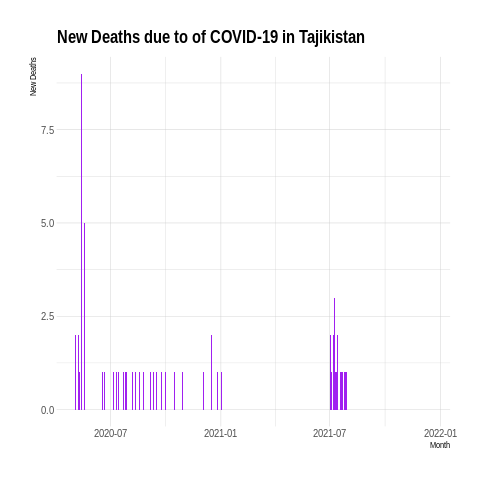 New Deaths due to of COVID-19 in Tajikistan
New Deaths
7.5
5.0
2.5
0.0
2020-07
2021-01
2021-07
2022-01
Month